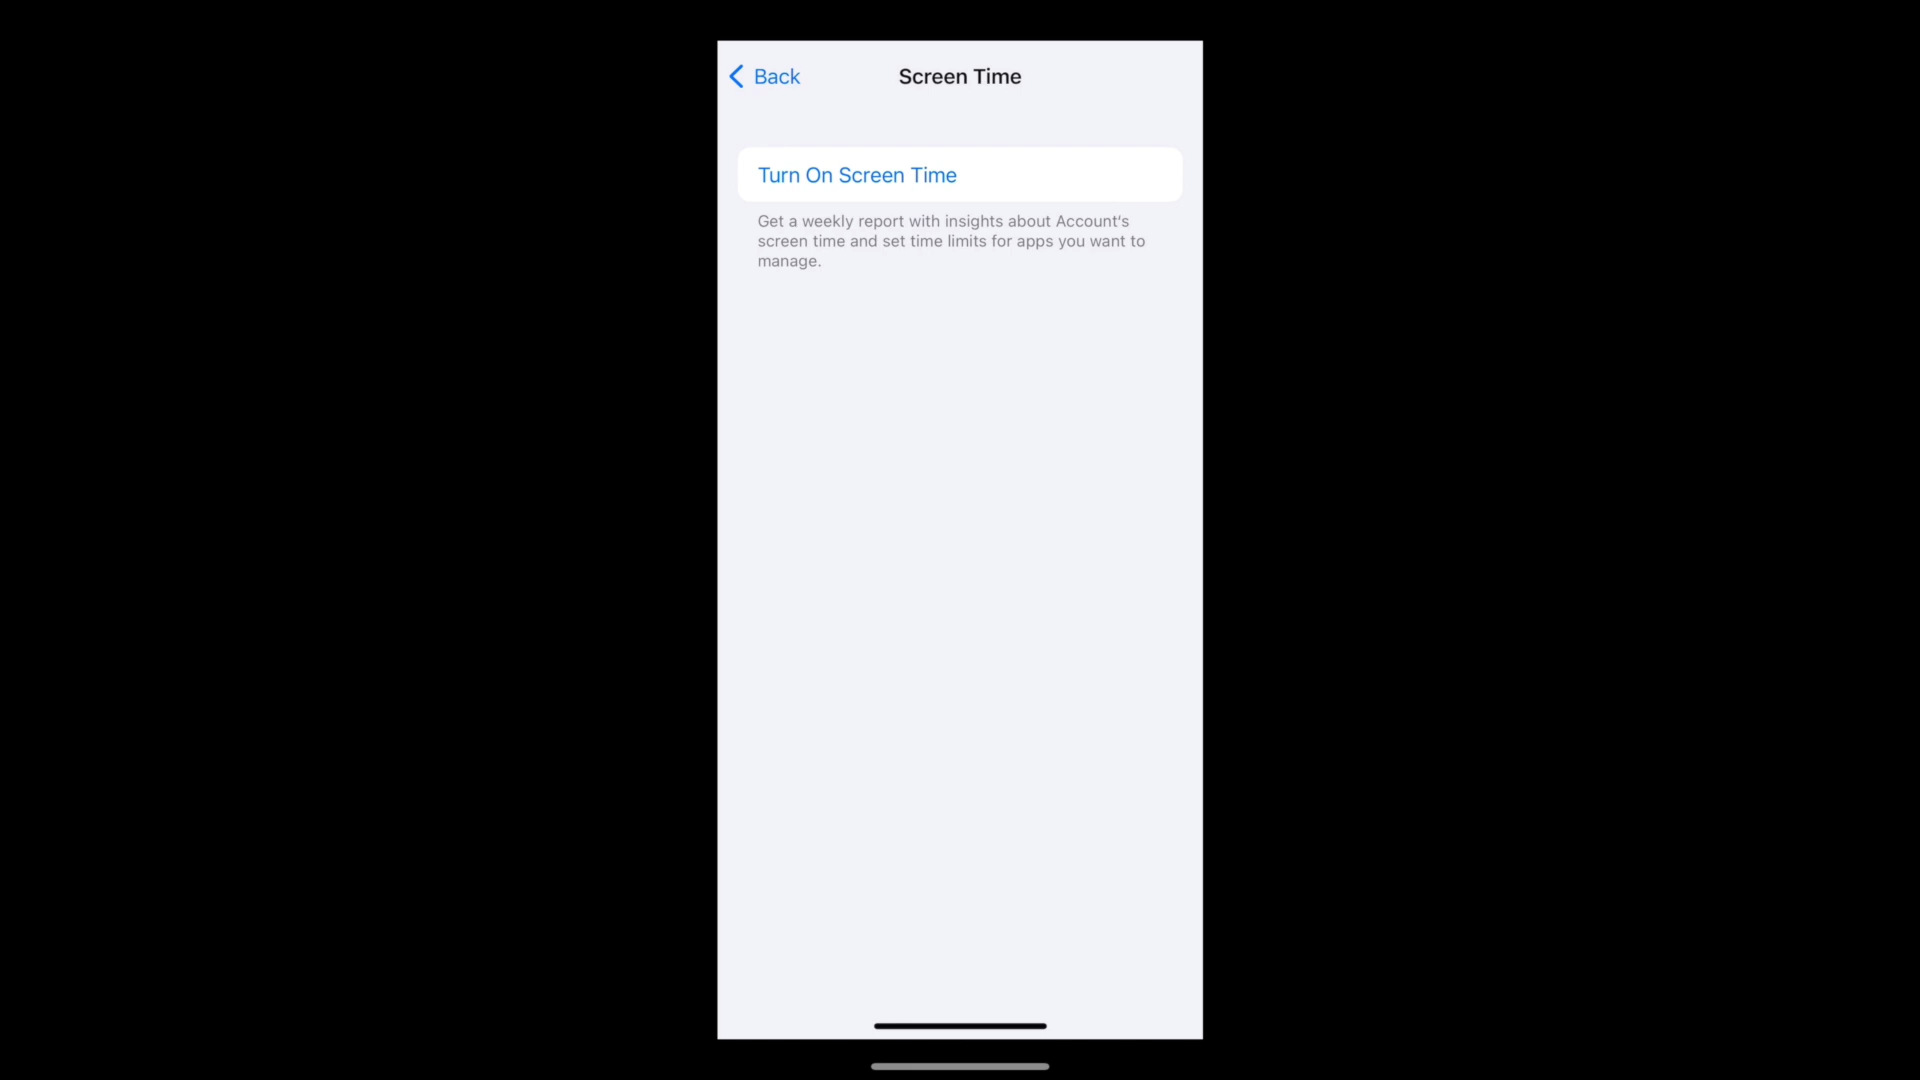 Back
Screen Time
Turn On Screen Time
Get a weekly report with insights about Account's
screen time and set time limits for apps you want to
manage.